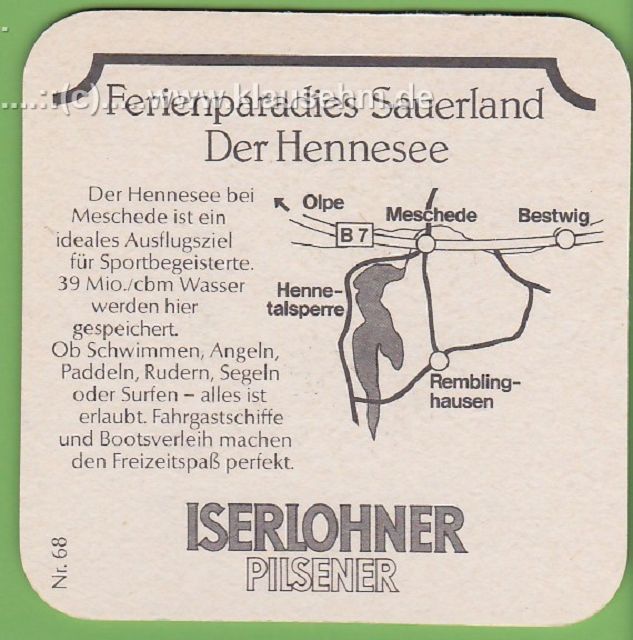 ....::(c).... www.klausehm.de
Ferienparadies Sauerland
Der Hennesee
Der Hennesee bei
Meschede ist ein
ideales Ausflugsziel
für Sportbegeisterte.
39 Mio./cbm Wasser
werden hier
gespeichert.
Ob Schwimmen, Angeln,
Paddeln, Rudern, Segeln
oder Surfen – alles ist
erlaubt. Fahrgastschiffe
und Bootsverleih machen
den Freizeitspaß perfekt.
Olpe
Meschede
Bestwig
B 7
Henne-
talsperre
Rembling-
hausen
ISERLOHNER
PILSENER
Nr. 68